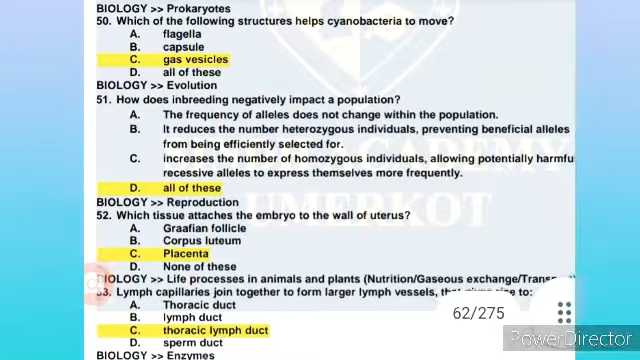 BIOLOGY >> Prokaryotes
50. Which of the following structures helps cyanobacteria to move?
A. flagella
B. capsule
C. gas vesicles
D. all of these
BIOLOGY >> Evolution
51. How does inbreeding negatively impact a population?
A. The frequency of alleles does not change within the population.
B. It reduces the number heterozygous individuals, preventing beneficial alleles
from being efficiently selected for.
C. increases the number of homozygous individuals, allowing potentially harmfu
recessive alleles to express themselves more frequently.
D. all of these
BIOLOGY >> Reproduction
52. Which tissue attaches the embryo to the wall of uterus?
A. Graafian follicle
B. Corpus luteum
C. Placenta
D. None of these
BIOLOGY >> Life processes in animals and plants (Nutrition/Gaseous exchange/Trans
53. Lymph capillaries join together to form larger lymph vessels, that gives rise to:
A. Thoracic duct
B. lymph duct
C. thoracic lymph duct
D. sperm duct
BIOLOGY >> Enzymes
62/275
PowerDirector
ACADEMY
UMERKOT